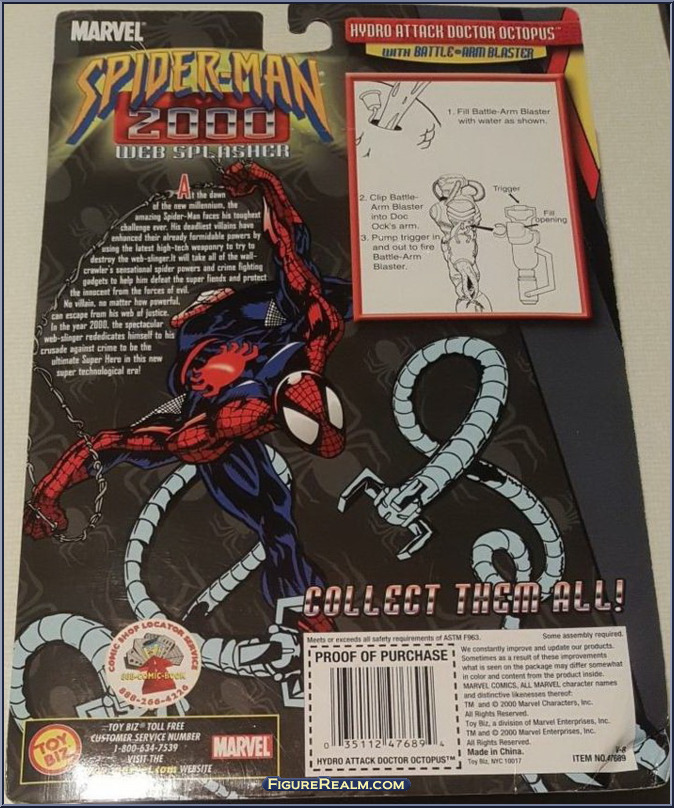 MARVEL
SPIDER-MAN
2000
WEB SPLASHER
HYDRO ATTACK DOCTOR OCTOPUS™
WITH BATTLE-ARM BLASTER
At the dawn
of the new millennium, the
amazing Spider-Man faces his toughest
challenge ever. His deadliest villains have
enhanced their already formidable powers by
using the latest high-tech weaponry to try to
destroy the web-slinger.It will take all of the wall-
crawler's sensational spider powers and crime fighting
gadgets to help him defeat the super fiends and protect
the innocent from the forces of evil.
No villain, no matter how powerful,
can escape from his web of justice.
In the year 2000, the spectacular
web-slinger rededicates himself to his
crusade against crime to be the
ultimate Super Hero in this new
super technological era!
1. Fill Battle-Arm Blaster
with water as shown.
2. Clip Battle-
Arm Blaster
into Doc
Ock's arm.
3. Pump trigger in
and out to fire
Battle-Arm
Blaster.
Trigger
Fill
opening
COLLECT THEM ALL!
COMIC SHOP LOCATOR SERVICE
888-COMIC-BOOK
888-266-4226
TOY BIZ
TOY BIZ® TOLL FREE
CUSTOMER SERVICE NUMBER
1-800-634-7539
VISIT THE
WEBSITE
MARVEL
Meets or exceeds all safety requirements of ASTM F963.
Some assembly required.
PROOF OF PURCHASE
0 35112 47689 4
HYDRO ATTACK DOCTOR OCTOPUS™
We constantly improve and update our products.
Sometimes as a result of these improvements
what is seen on the package may differ somewhat
in color and content from the product inside.
MARVEL COMICS, ALL MARVEL character names
and distinctive likenesses thereof:
TM and © 2000 Marvel Characters, Inc.
All Rights Reserved.
Toy Biz, a division of Marvel Enterprises, Inc.
TM and © 2000 Marvel Enterprises, Inc.
All Rights Reserved.
Made in China.
Toy Biz, NYC 10017
V-R
ITEM NO.47689
FIGUREREALM.COM